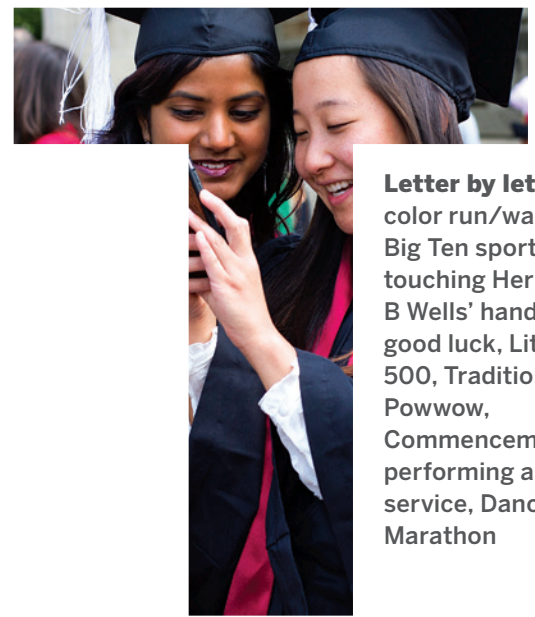 Letter by let
color run/wa
Big Ten sport
touching Her
B Wells’ hand
good luck, Lit
500, Traditio
Powwow,
Commencem
performing a
service, Danc
Marathon